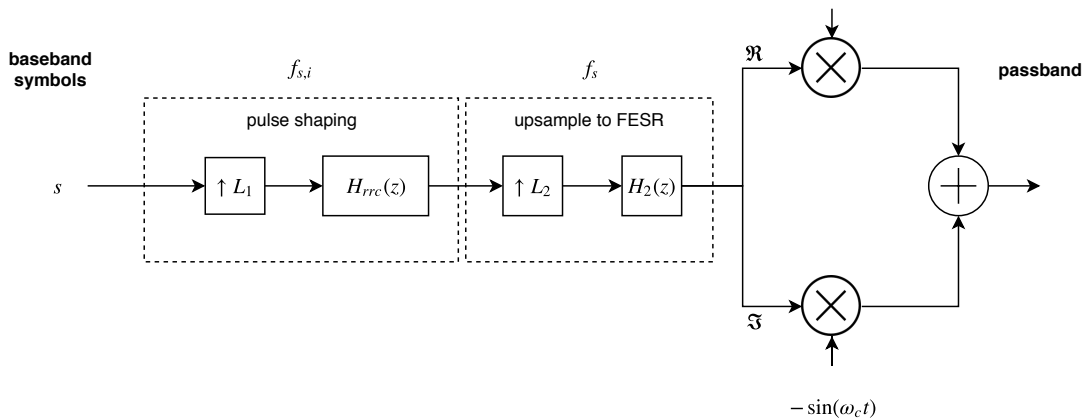 baseband
symbols
f_{s,i}
f_s
ℜ
passband
pulse shaping
upsample to FESR
s
↑ L_1
H_{rrc}(z)
↑ L_2
H_2(z)
ℑ
− sin(ω_c t)